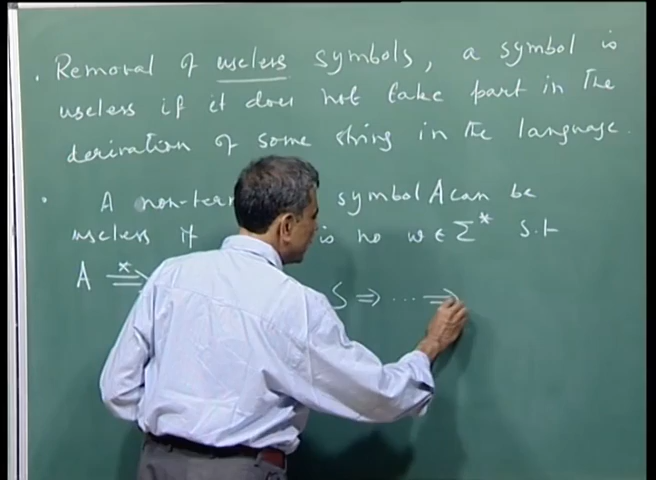 . Removal of useless symbols, a symbol is
useless if it does not take part in the
derivation of some string in the language.
. A non-ter symbol A can be
useless if is no w ∈ Σ* s.t
A *⇒ S ⇒ ... ⇒